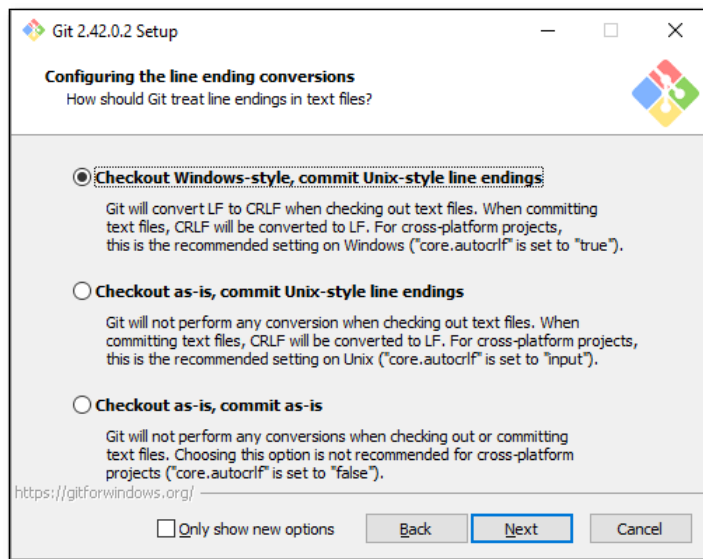 Git 2.42.0.2 Setup
Configuring the line ending conversions
How should Git treat line endings in text files?
Checkout Windows-style, commit Unix-style line endings
Git will convert LF to CRLF when checking out text files. When committing
text files, CRLF will be converted to LF. For cross-platform projects,
this is the recommended setting on Windows ("core.autocrlf" is set to "true").
Checkout as-is, commit Unix-style line endings
Git will not perform any conversion when checking out text files. When
committing text files, CRLF will be converted to LF. For cross-platform projects,
this is the recommended setting on Unix ("core.autocrlf" is set to "input").
Checkout as-is, commit as-is
Git will not perform any conversions when checking out or committing
text files. Choosing this option is not recommended for cross-platform
projects ("core.autocrlf" is set to "false").
https://gitforwindows.org/
Only show new options Back Next Cancel